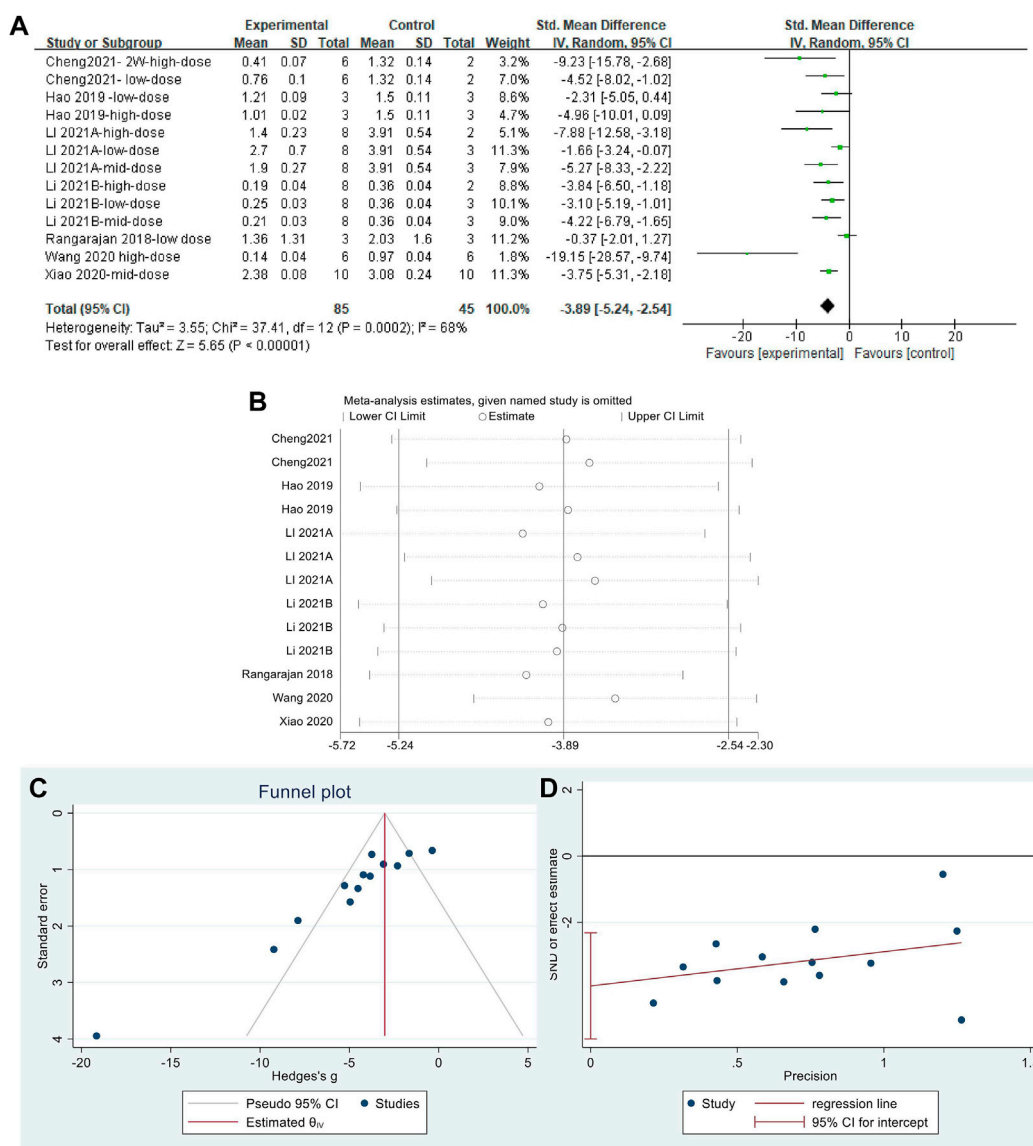 A
Experimental Control Std. Mean Difference Std. Mean Difference
Study or Subgroup Mean SD Total Mean SD Total Weight IV, Random, 95% CI IV, Random, 95% CI
Cheng2021- 2W-high-dose 0.41 0.07 6 1.32 0.14 2 3.2% -9.23 [-15.78, -2.68]
Cheng2021- low-dose 0.76 0.1 6 1.32 0.14 2 7.0% -4.52 [-8.02, -1.02]
Hao 2019 -low-dose 1.21 0.09 3 1.5 0.11 3 8.6% -2.31 [-5.05, 0.44]
Hao 2019-high-dose 1.01 0.02 3 1.5 0.11 3 4.7% -4.96 [-10.01, 0.09]
LI 2021A-high-dose 1.4 0.23 8 3.91 0.54 2 5.1% -7.88 [-12.58, -3.18]
LI 2021A-low-dose 2.7 0.7 8 3.91 0.54 3 11.3% -1.66 [-3.24, -0.07]
LI 2021A-mid-dose 1.9 0.27 8 3.91 0.54 3 7.9% -5.27 [-8.33, -2.22]
Li 2021B-high-dose 0.19 0.04 8 0.36 0.04 2 8.8% -3.84 [-6.50, -1.18]
Li 2021B-low-dose 0.25 0.03 8 0.36 0.04 3 10.1% -3.10 [-5.19, -1.01]
Li 2021B-mid-dose 0.21 0.03 8 0.36 0.04 3 9.0% -4.22 [-6.79, -1.65]
Rangarajan 2018-low dose 1.36 1.31 3 2.03 1.6 3 11.2% -0.37 [-2.01, 1.27]
Wang 2020 high-dose 0.14 0.04 6 0.97 0.04 6 1.8% -19.15 [-28.57, -9.74]
Xiao 2020-mid-dose 2.38 0.08 10 3.08 0.24 10 11.3% -3.75 [-5.31, -2.18]
Total (95% CI) 85 45 100.0% -3.89 [-5.24, -2.54]
Heterogeneity: Tau² = 3.55; Chi² = 37.41, df = 12 (P = 0.0002); I² = 68%
Test for overall effect: Z = 5.65 (P < 0.00001)
-20 -10 0 10 20
Favours [experimental] Favours [control]
B
Meta-analysis estimates, given named study is omitted
Lower CI Limit Estimate Upper CI Limit
Cheng2021
Cheng2021
Hao 2019
Hao 2019
LI 2021A
LI 2021A
LI 2021A
Li 2021B
Li 2021B
Li 2021B
Rangarajan 2018
Wang 2020
Xiao 2020
-5.72 -5.24 -3.89 -2.54 -2.30
C
Funnel plot
Standard error
0
1
2
3
4
-20 -15 -10 -5 0 5
Hedges's g
Pseudo 95% CI Studies
Estimated θIV
D
SND of effect estimate
2
0
-2
0 .5 1 1.5
Precision
Study regression line
95% CI for intercept